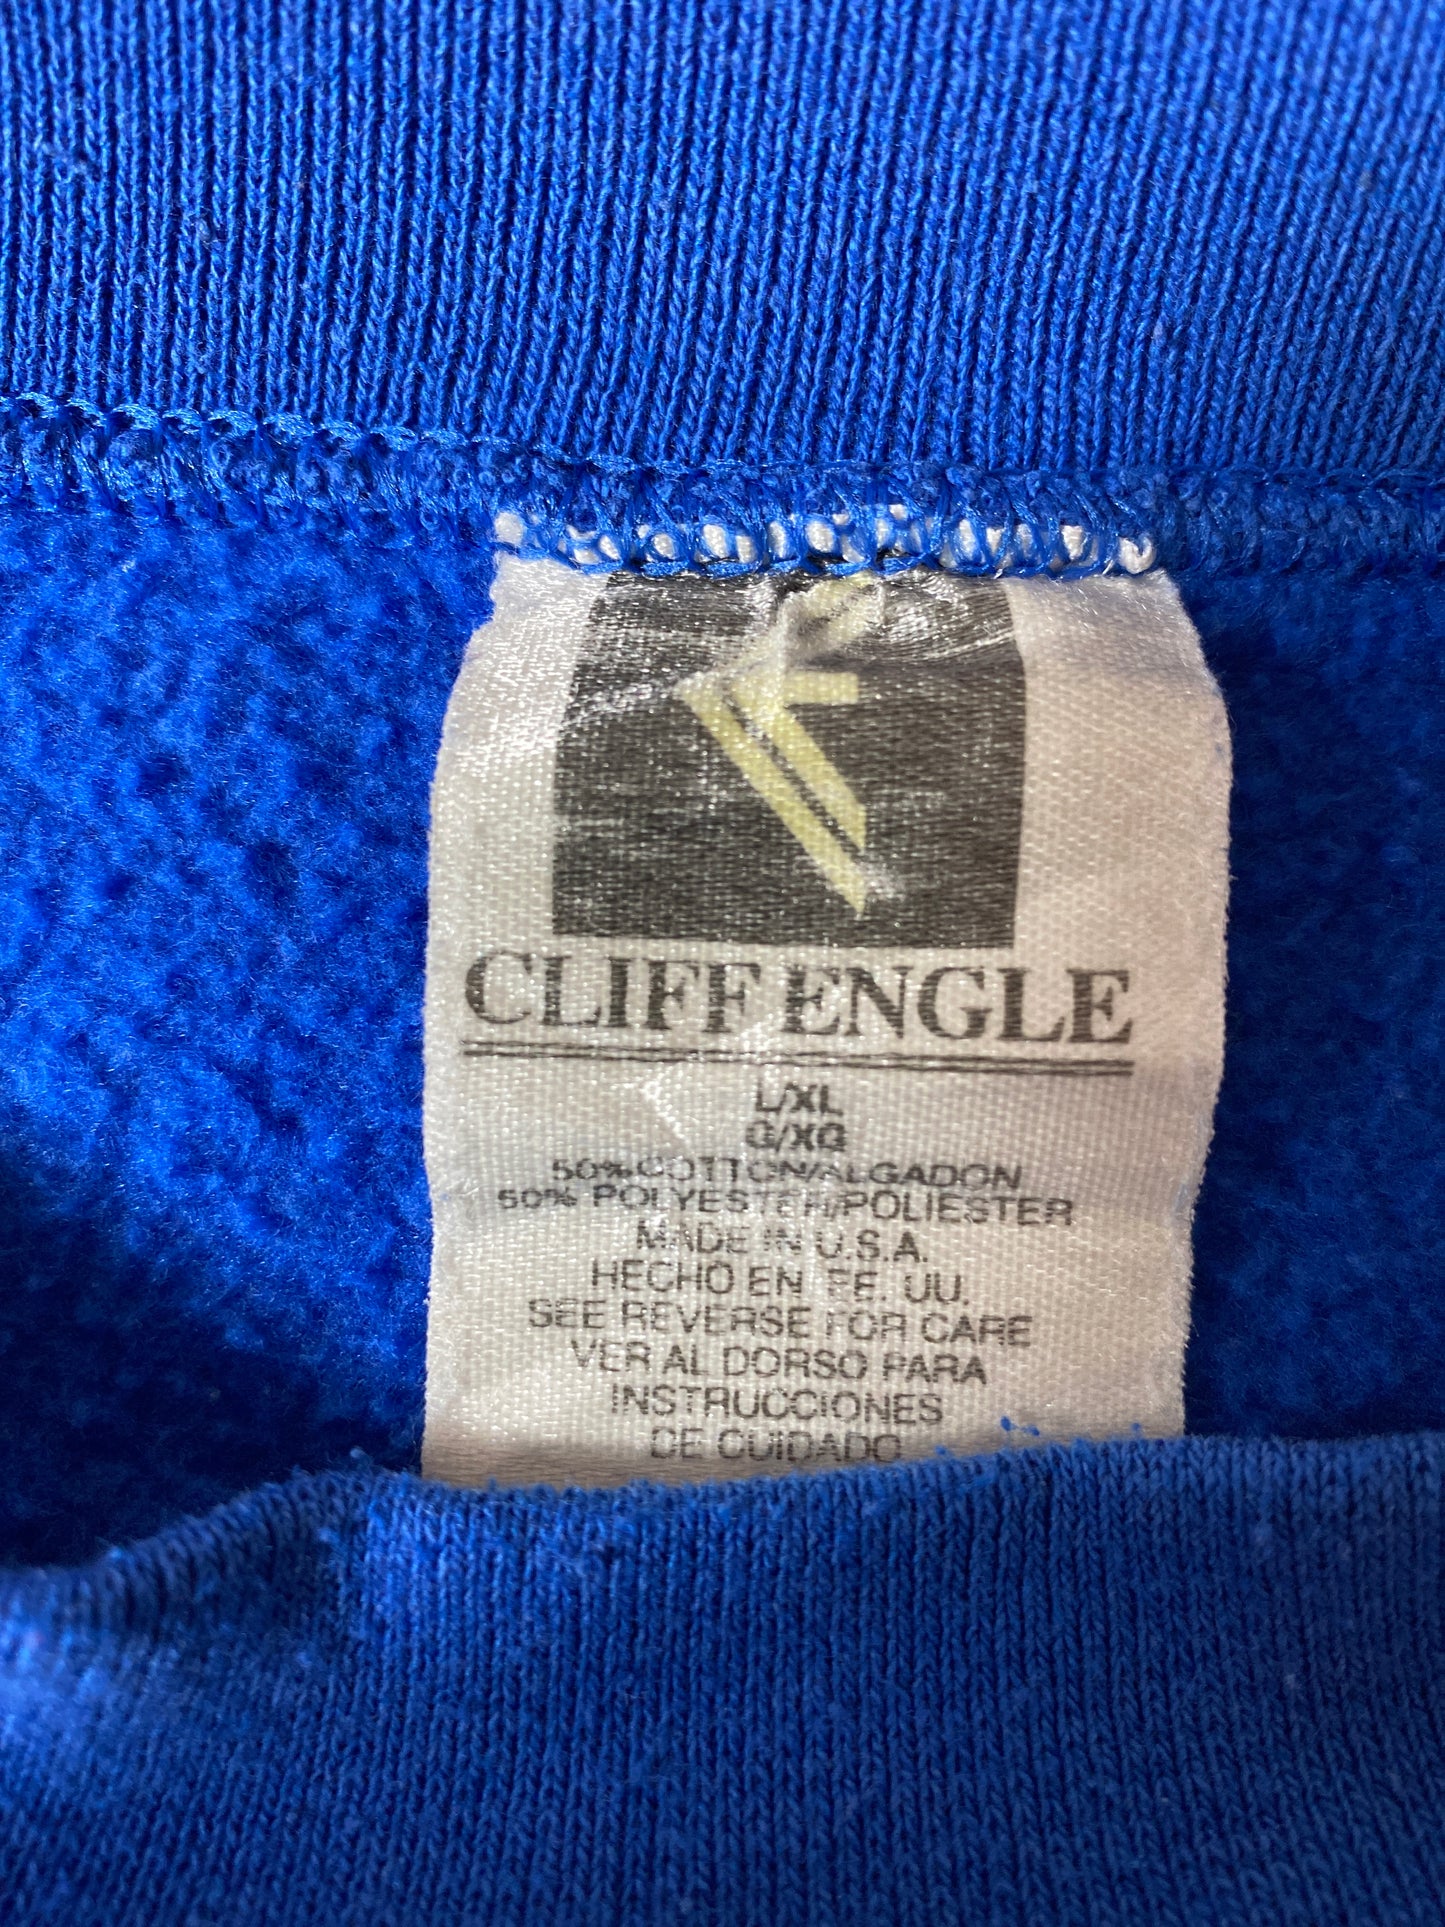 CLIFF ENGLE
L/XL
G/XG
50% COTTON/ALGADON
50% POLYESTER/POLIESTER
MADE IN U.S.A.
HECHO EN EE. UU.
SEE REVERSE FOR CARE
VER AL DORSO PARA
INSTRUCCIONES
DE CUIDADO